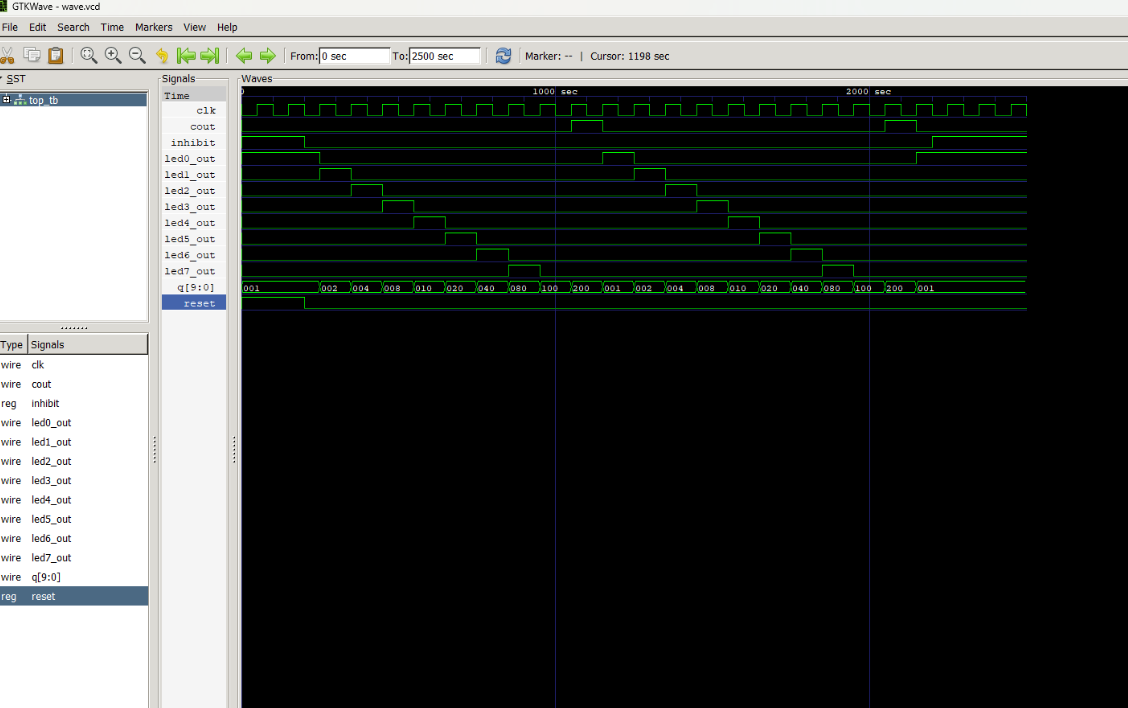 GTKWave - wave.vcd
File Edit Search Time Markers View Help
From: 0 sec To: 2500 sec Marker: -- | Cursor: 1198 sec
SST
top_tb
Type Signals
wire clk
wire cout
reg inhibit
wire led0_out
wire led1_out
wire led2_out
wire led3_out
wire led4_out
wire led5_out
wire led6_out
wire led7_out
wire q[9:0]
reg reset
Signals
Time
clk
cout
inhibit
led0_out
led1_out
led2_out
led3_out
led4_out
led5_out
led6_out
led7_out
q[9:0]
reset
Waves
0 1000 sec 2000 sec
001 002 004 008 010 020 040 080 100 200 001 002 004 008 010 020 040 080 100 200 001